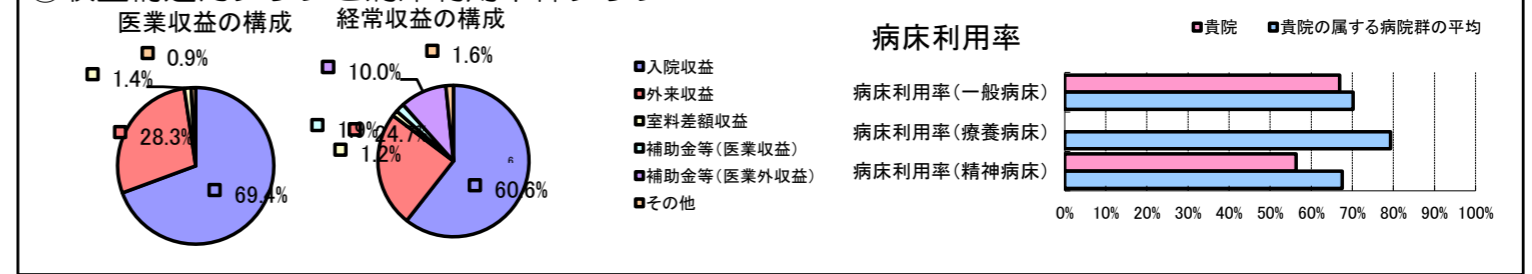 医業収益の構成
0.9%
1.4%
28.3%
69.4%
経常収益の構成
1.6%
10.0%
1.9%
24.7%
1.2%
60.6%
入院収益
外来収益
室料差額収益
補助金等(医業収益)
補助金等(医業外収益)
その他
病床利用率
貴院 貴院の属する病院群の平均
病床利用率(一般病床)
病床利用率(療養病床)
病床利用率(精神病床)
0% 10% 20% 30% 40% 50% 60% 70% 80% 90% 100%